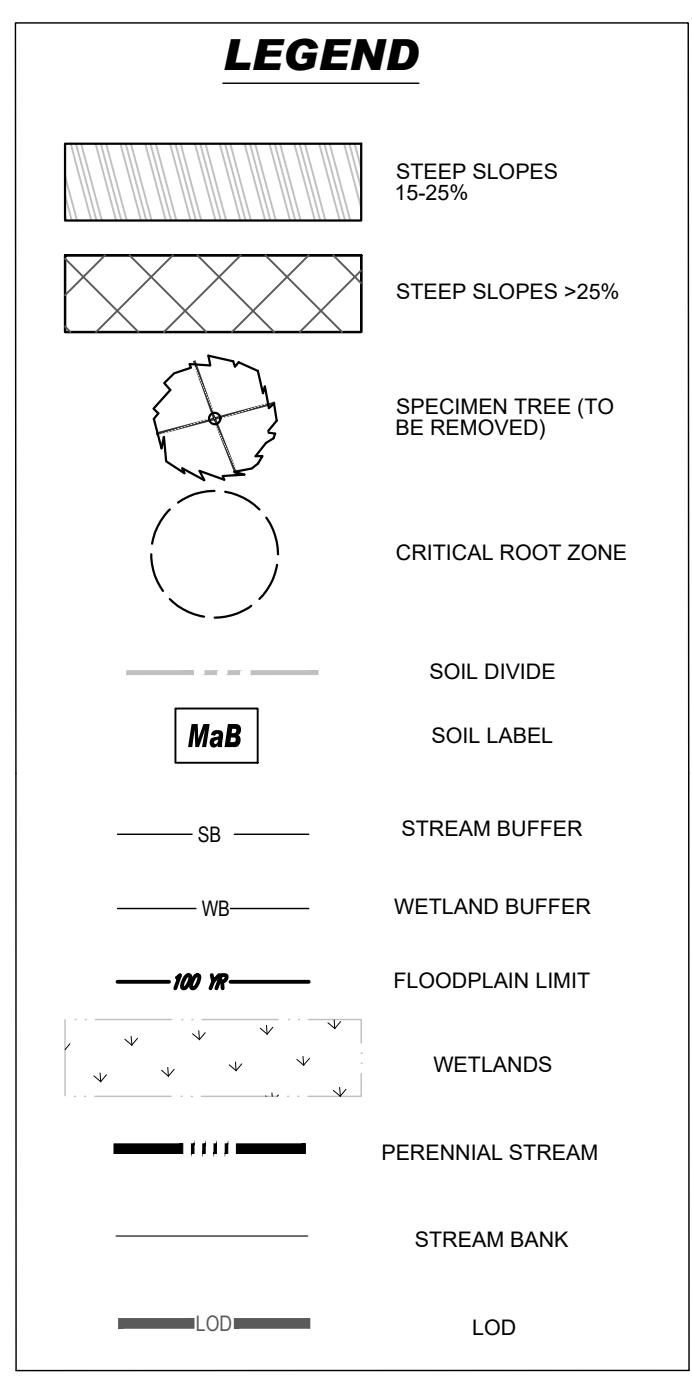 LEGEND
STEEP SLOPES
15-25%
STEEP SLOPES >25%
SPECIMEN TREE (TO
BE REMOVED)
CRITICAL ROOT ZONE
SOIL DIVIDE
MaB SOIL LABEL
SB STREAM BUFFER
WB WETLAND BUFFER
100 YR FLOODPLAIN LIMIT
WETLANDS
PERENNIAL STREAM
STREAM BANK
LOD LOD